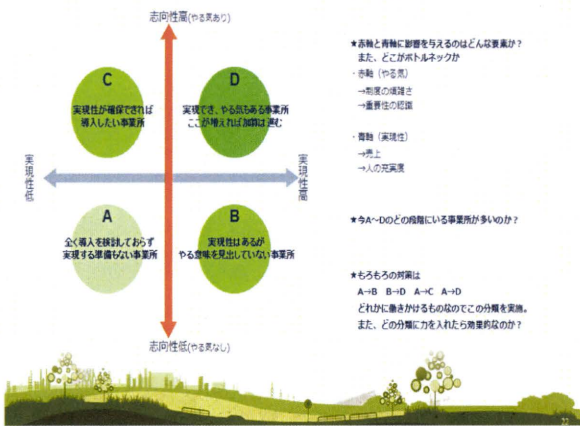 志向性高(やる気あり)
C
実現性が確保できれば
導入したい事業所
D
実現でき、やる気もある事業所
ここが増えれば加算は進む
実現性低
実現性高
A
全く導入を検討しておらず
実現する準備もない事業所
B
実現性はあるが
やる意味を見出していない事業所
志向性低(やる気なし)
★赤軸と青軸に影響を与えるのはどんな要素か?
また、どこがボトルネックか
・赤軸(やる気)
→制度の煩雑さ
→重要性の認識
・青軸(実現性)
→売上
→人の充実度
★今A~Dのどの段階にいる事業所が多いのか?
★もろもろの対策は
A→B B→D A→C A→D
どれかに働きかけるものなのでこの分類を実施。
また、どの分類に力を入れたら効果的なのか?
22